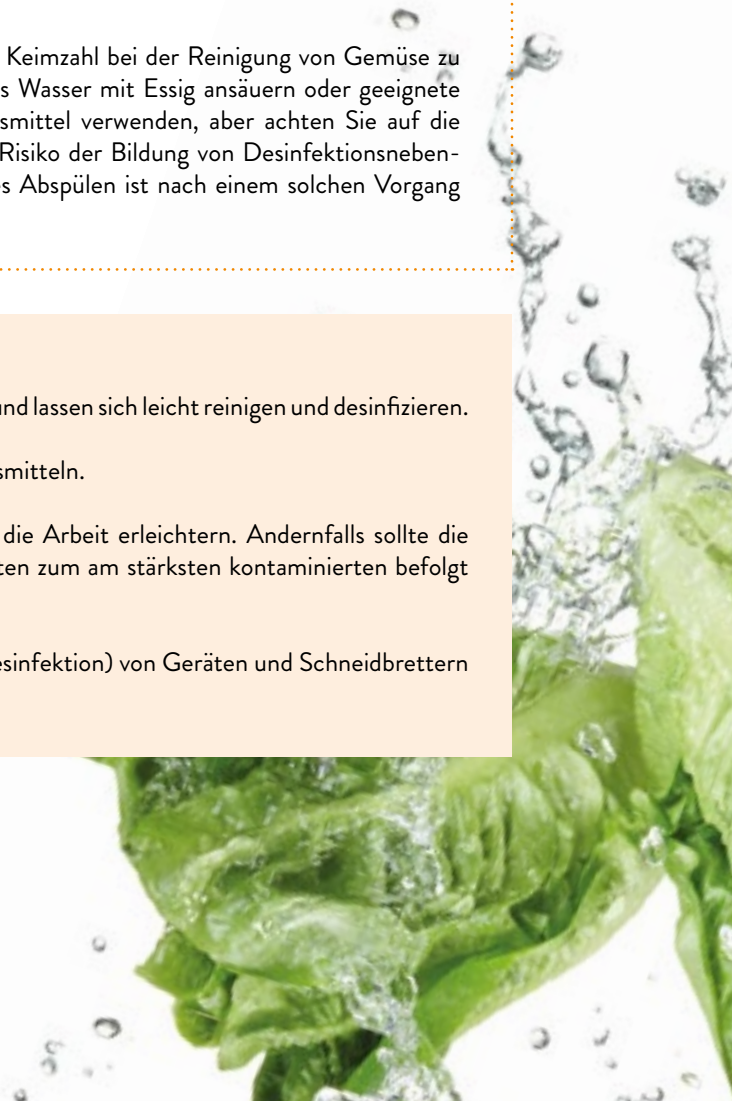 Keimzahl bei der Reinigung von Gemüse zu
s Wasser mit Essig ansäuern oder geeignete
smittel verwenden, aber achten Sie auf die
Risiko der Bildung von Desinfektionsneben-
s Abspülen ist nach einem solchen Vorgang
und lassen sich leicht reinigen und desinfizieren.
smitteln.
die Arbeit erleichtern. Andernfalls sollte die
ten zum am stärksten kontaminierten befolgt
esinfektion) von Geräten und Schneidbrettern